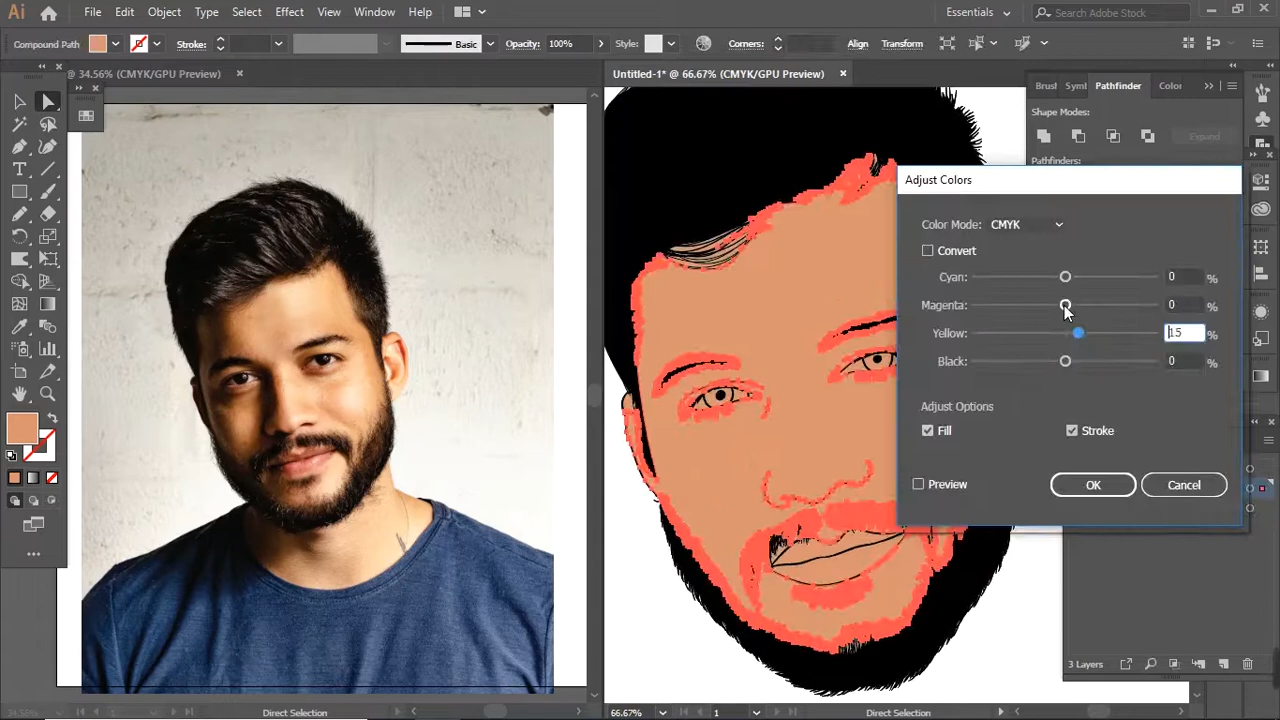 Ai File Edit Object Type Select Effect View Window Help Essentials Search Adobe Stock
Compound Path Stroke: Basic Opacity: 100% Style: Corners: Align Transform
@ 34.56% (CMYK/GPU Preview) × Untitled-1* @ 66.67% (CMYK/GPU Preview) ×
Brus Symb Pathfinder Color
Shape Modes:
Expand
Pathfinders:
Adjust Colors
Color Mode: CMYK
Convert
Cyan: 0 %
Magenta: 0 %
Yellow: 15 %
Black: 0 %
Adjust Options
Fill Stroke
Preview OK Cancel
3 Layers
34.56% 1 Direct Selection 66.67% 1 Direct Selection